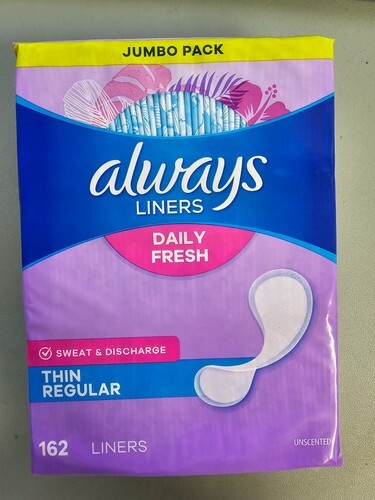 JUMBO PACK
always
LINERS
DAILY
FRESH
SWEAT & DISCHARGE
THIN
REGULAR
162 LINERS
UNSCENTED